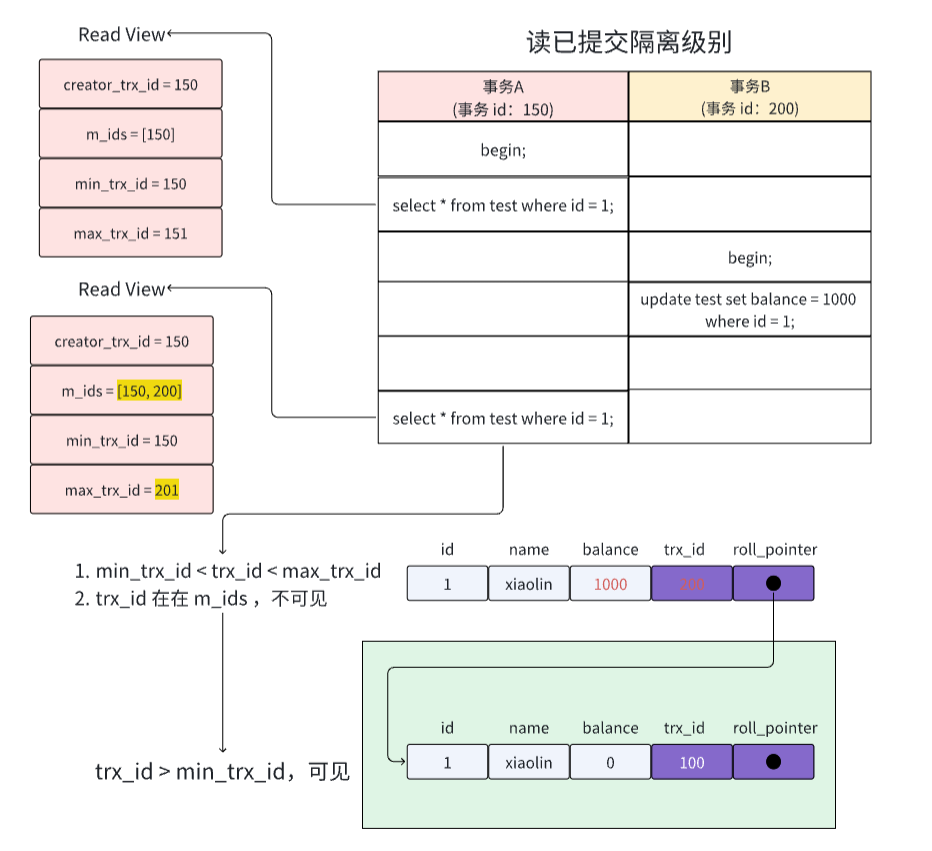 Read View
读已提交隔离级别
creator_trx_id = 150
m_ids = [150]
min_trx_id = 150
max_trx_id = 151
事务A
(事务 id：150)
事务B
(事务 id：200)
begin;
select * from test where id = 1;
begin;
update test set balance = 1000
where id = 1;
select * from test where id = 1;
Read View
creator_trx_id = 150
m_ids = [150, 200]
min_trx_id = 150
max_trx_id = 201
1. min_trx_id < trx_id < max_trx_id
2. trx_id 在在 m_ids ，不可见
id name balance trx_id roll_pointer
1 xiaolin 1000 200
trx_id > min_trx_id，可见
id name balance trx_id roll_pointer
1 xiaolin 0 100